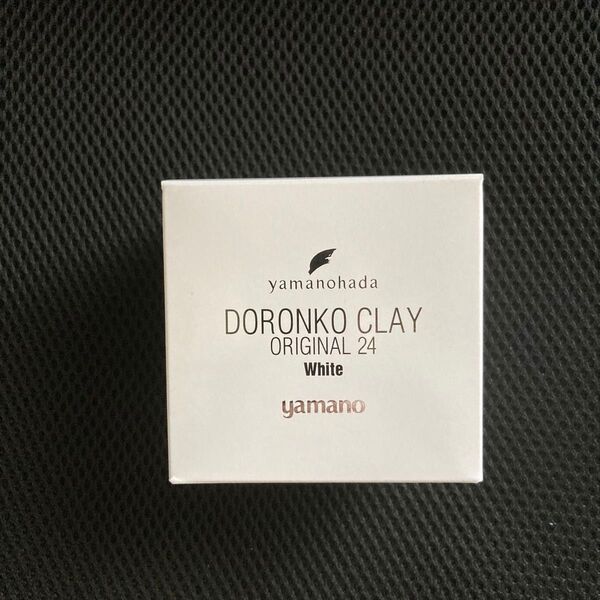 yamanohada
DORONKO CLAY
ORIGINAL 24
White
yamano